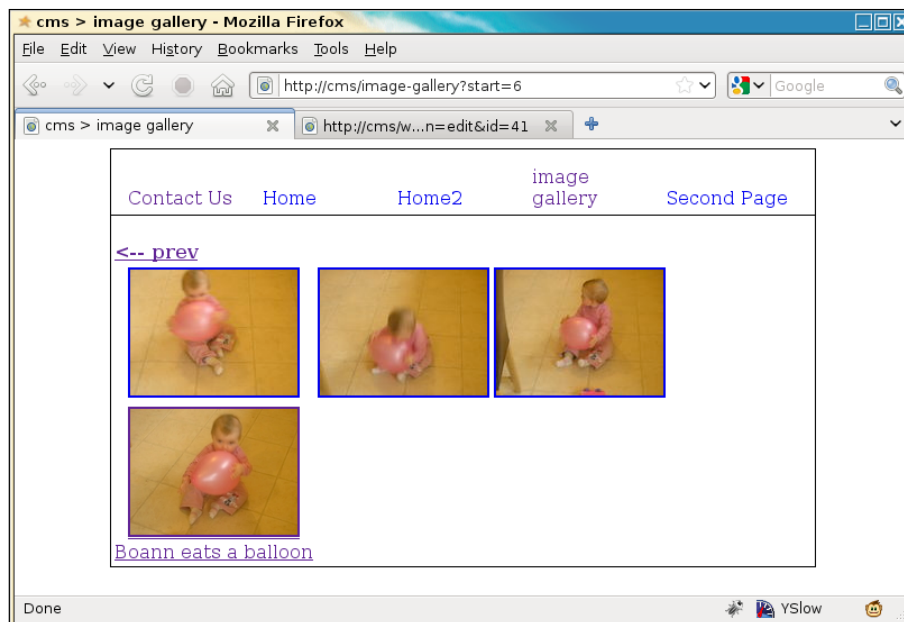 cms > image gallery - Mozilla Firefox
File Edit View History Bookmarks Tools Help
http://cms/image-gallery?start=6
Google
cms > image gallery
http://cms/w...n=edit&id=41
Contact Us Home Home2 image gallery Second Page
<-- prev
Boann eats a balloon
Done
YSlow